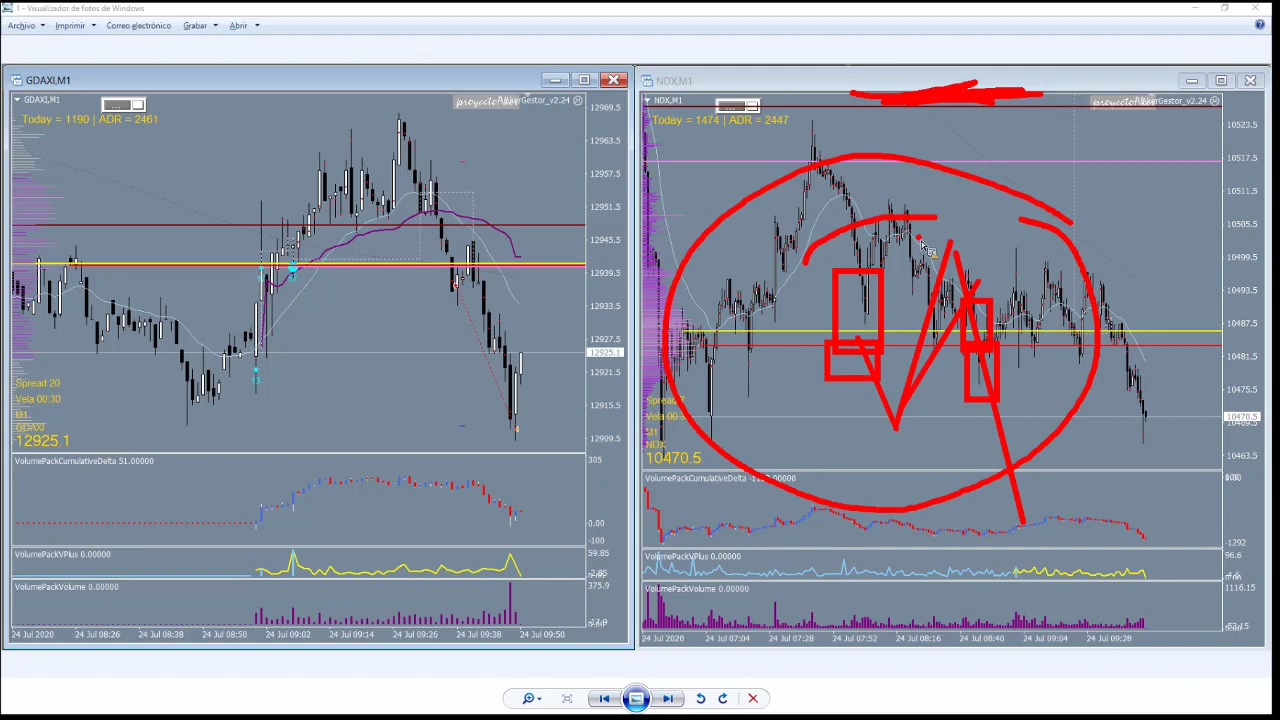 1 - Visualizador de fotos de Windows
Archivo Imprimir Correo electrónico Grabar Abrir
GDAXI,M1
GDAXI,M1
...
Today = 1190 | ADR = 2461
12969.5
12963.5
12957.5
12951.5
12945.5
12939.5
12933.5
12925.1
12921.5
12915.5
12909.5
13
Spread 20
Vela 00:30
M1
GDAXI
12925.1
VolumePackCumulativeDelta 51.00000
305
0.00
-100
VolumePackVPlus 0.00000
59.85
VolumePackVolume 0.00000
375.9
24 Jul 2020 24 Jul 08:26 24 Jul 08:38 24 Jul 08:50 24 Jul 09:02 24 Jul 09:14 24 Jul 09:26 24 Jul 09:38 24 Jul 09:50
NDX,M1
NDX,M1
...
Today = 1474 | ADR = 2447
10523.5
10517.5
10511.5
10505.5
10499.5
10493.5
10487.5
10481.5
10475.5
10470.5
10463.5
M1
NDX
10470.5
VolumePackCumulativeDelta
-1292
VolumePackVPlus 0.00000
96.6
VolumePackVolume 0.00000
1116.15
24 Jul 2020 24 Jul 07:04 24 Jul 07:28 24 Jul 07:52 24 Jul 08:16 24 Jul 08:40 24 Jul 09:04 24 Jul 09:28